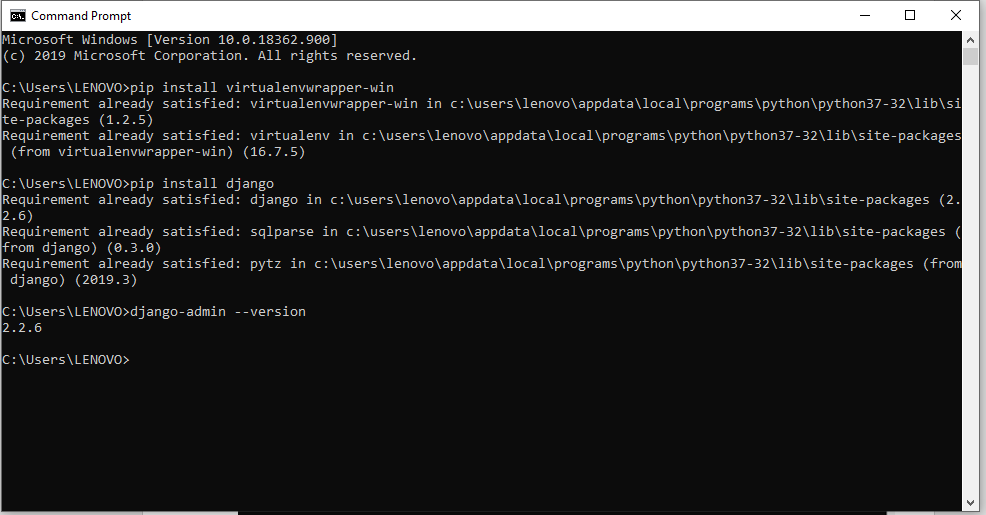 Command Prompt
Microsoft Windows [Version 10.0.18362.900]
(c) 2019 Microsoft Corporation. All rights reserved.
C:\Users\LENOVO>pip install virtualenvwrapper-win
Requirement already satisfied: virtualenvwrapper-win in c:\users\lenovo\appdata\local\programs\python\python37-32\lib\si
te-packages (1.2.5)
Requirement already satisfied: virtualenv in c:\users\lenovo\appdata\local\programs\python\python37-32\lib\site-packages
 (from virtualenvwrapper-win) (16.7.5)
C:\Users\LENOVO>pip install django
Requirement already satisfied: django in c:\users\lenovo\appdata\local\programs\python\python37-32\lib\site-packages (2.
2.6)
Requirement already satisfied: sqlparse in c:\users\lenovo\appdata\local\programs\python\python37-32\lib\site-packages (
from django) (0.3.0)
Requirement already satisfied: pytz in c:\users\lenovo\appdata\local\programs\python\python37-32\lib\site-packages (from
 django) (2019.3)
C:\Users\LENOVO>django-admin --version
2.2.6
C:\Users\LENOVO>